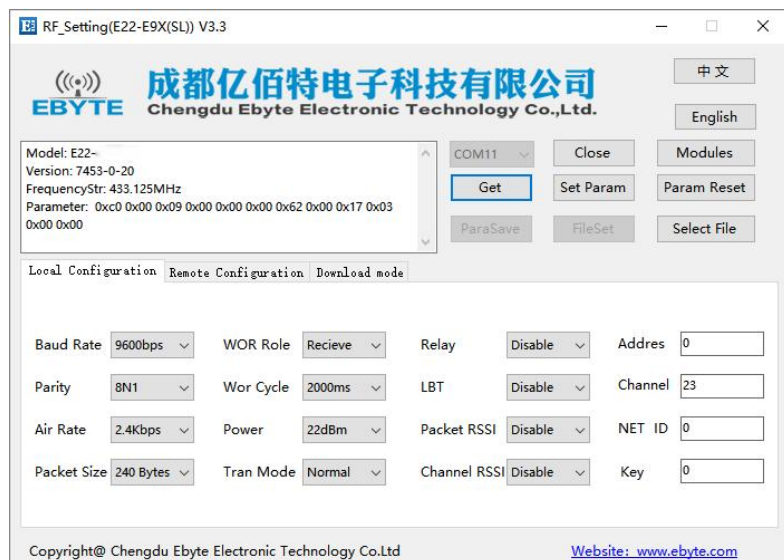 RF_Setting(E22-E9X(SL)) V3.3
EBYTE
成都亿佰特电子科技有限公司
Chengdu Ebyte Electronic Technology Co.,Ltd.
中文
English
Model: E22-
Version: 7453-0-20
FrequencyStr: 433.125MHz
Parameter: 0xc0 0x00 0x09 0x00 0x00 0x00 0x62 0x00 0x17 0x03
0x00 0x00
COM11 Close Modules
Get Set Param Param Reset
ParaSave FileSet Select File
Local Configuration Remote Configuration Download mode
Baud Rate 9600bps WOR Role Recieve Relay Disable Addres 0
Parity 8N1 Wor Cycle 2000ms LBT Disable Channel 23
Air Rate 2.4Kbps Power 22dBm Packet RSSI Disable NET ID 0
Packet Size 240 Bytes Tran Mode Normal Channel RSSI Disable Key 0
Copyright@ Chengdu Ebyte Electronic Technology Co.Ltd Website: www.ebyte.com